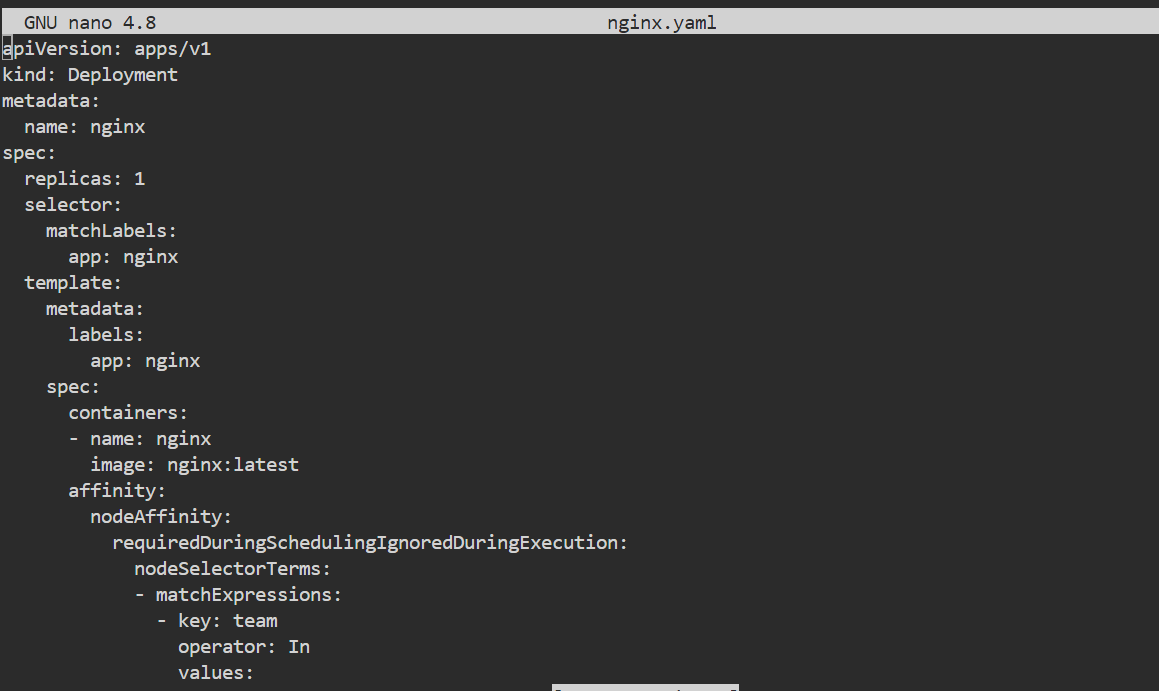 GNU nano 4.8 nginx.yaml
apiVersion: apps/v1
kind: Deployment
metadata:
  name: nginx
spec:
  replicas: 1
  selector:
    matchLabels:
      app: nginx
  template:
    metadata:
      labels:
        app: nginx
    spec:
      containers:
      - name: nginx
        image: nginx:latest
      affinity:
        nodeAffinity:
          requiredDuringSchedulingIgnoredDuringExecution:
            nodeSelectorTerms:
            - matchExpressions:
              - key: team
                operator: In
                values: